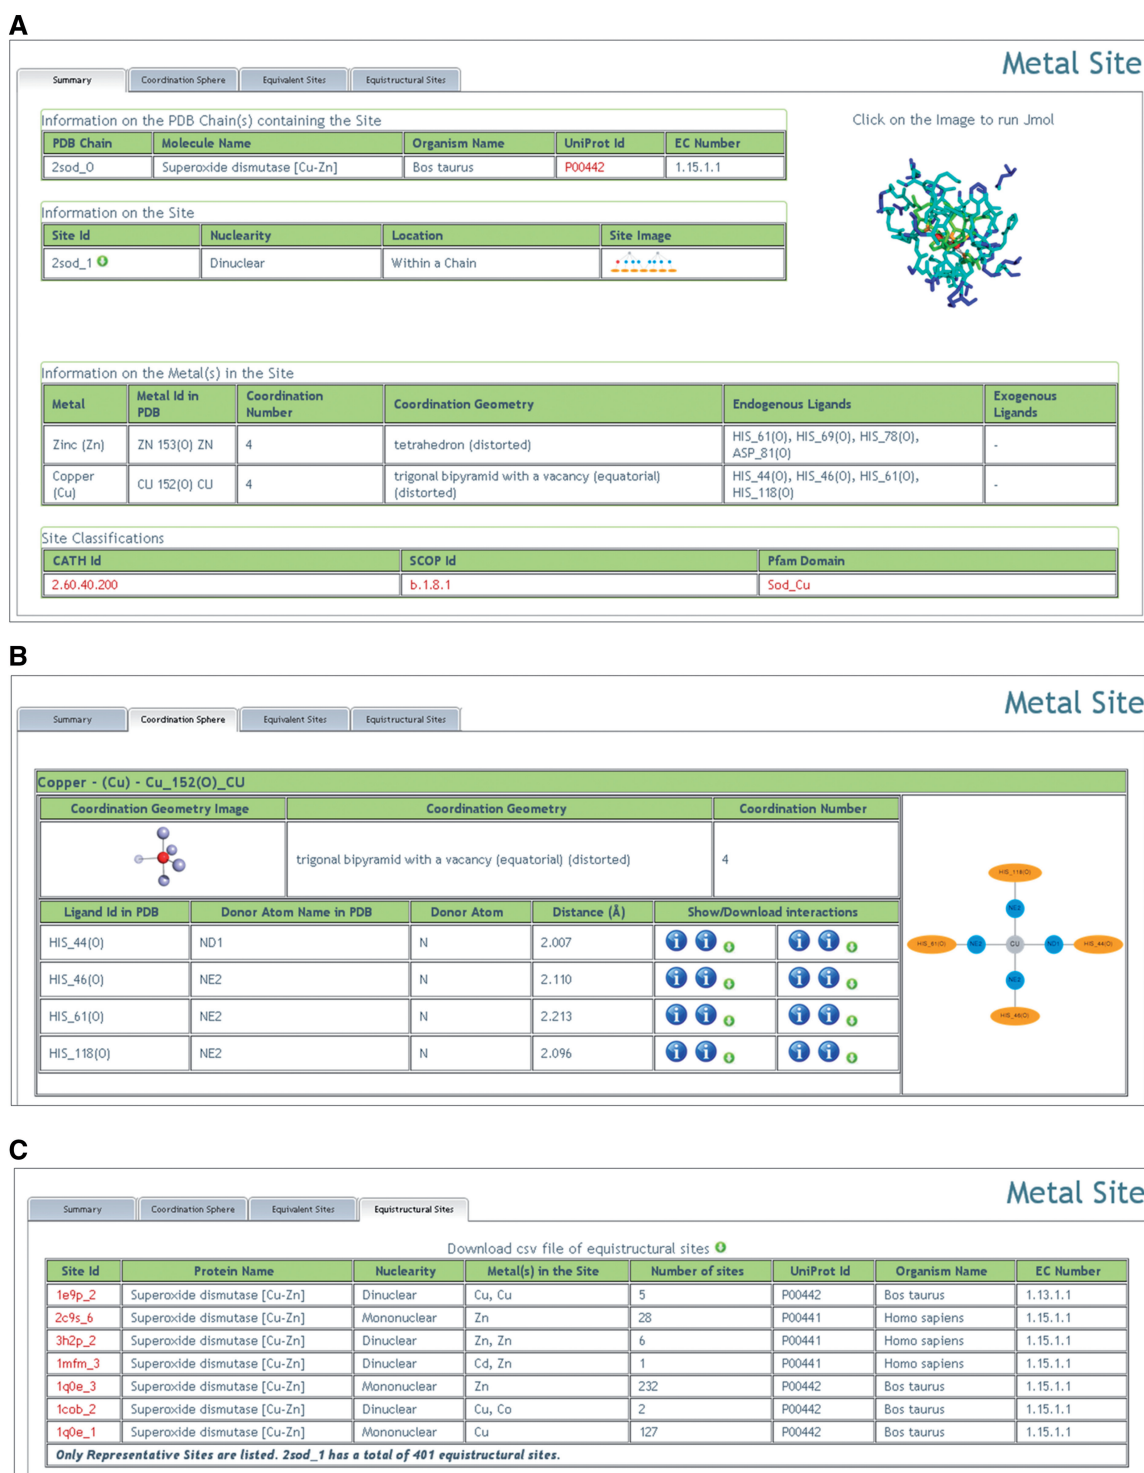 A
Metal Site
Summary Coordination Sphere Equivalent Sites Equistructural Sites
Information on the PDB Chain(s) containing the Site
Click on the Image to run Jmol
PDB Chain Molecule Name Organism Name UniProt Id EC Number
2sod_O Superoxide dismutase [Cu-Zn] Bos taurus P00442 1.15.1.1
Information on the Site
Site Id Nuclearity Location Site Image
2sod_1 Dinuclear Within a Chain
Information on the Metal(s) in the Site
Metal Metal Id in PDB Coordination Number Coordination Geometry Endogenous Ligands Exogenous Ligands
Zinc (Zn) ZN 153(O) ZN 4 tetrahedron (distorted) HIS_61(O), HIS_69(O), HIS_78(O), ASP_81(O) -
Copper (Cu) CU 152(O) CU 4 trigonal bipyramid with a vacancy (equatorial) (distorted) HIS_44(O), HIS_46(O), HIS_61(O), HIS_118(O) -
Site Classifications
CATH Id SCOP Id Pfam Domain
2.60.40.200 b.1.8.1 Sod_Cu
B
Metal Site
Summary Coordination Sphere Equivalent Sites Equistructural Sites
Copper - (Cu) - Cu_152(O)_CU
Coordination Geometry Image Coordination Geometry Coordination Number
trigonal bipyramid with a vacancy (equatorial) (distorted) 4
Ligand Id in PDB Donor Atom Name in PDB Donor Atom Distance (Å) Show/Download interactions
HIS_44(O) ND1 N 2.007
HIS_46(O) NE2 N 2.110
HIS_61(O) NE2 N 2.213
HIS_118(O) NE2 N 2.096
HIS_118(O)
NE2
HIS_61(O) NE2 CU ND1 HIS_44(O)
NE2
HIS_46(O)
C
Metal Site
Summary Coordination Sphere Equivalent Sites Equistructural Sites
Download csv file of equistructural sites
Site Id Protein Name Nuclearity Metal(s) in the Site Number of sites UniProt Id Organism Name EC Number
1e9p_2 Superoxide dismutase [Cu-Zn] Dinuclear Cu, Cu 5 P00442 Bos taurus 1.13.1.1
2c9s_6 Superoxide dismutase [Cu-Zn] Mononuclear Zn 28 P00441 Homo sapiens 1.15.1.1
3h2p_2 Superoxide dismutase [Cu-Zn] Dinuclear Zn, Zn 6 P00441 Homo sapiens 1.15.1.1
1mfm_3 Superoxide dismutase [Cu-Zn] Dinuclear Cd, Zn 1 P00441 Homo sapiens 1.15.1.1
1q0e_3 Superoxide dismutase [Cu-Zn] Mononuclear Zn 232 P00442 Bos taurus 1.15.1.1
1cob_2 Superoxide dismutase [Cu-Zn] Dinuclear Cu, Co 2 P00442 Bos taurus 1.15.1.1
1q0e_1 Superoxide dismutase [Cu-Zn] Mononuclear Cu 127 P00442 Bos taurus 1.15.1.1
Only Representative Sites are listed. 2sod_1 has a total of 401 equistructural sites.